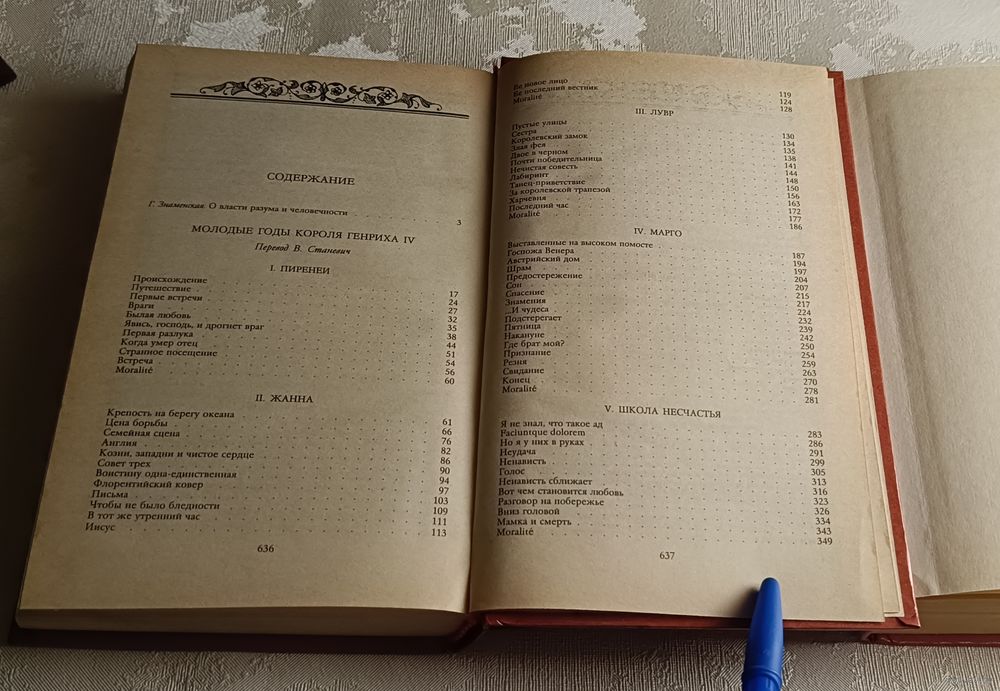 СОДЕРЖАНИЕ
Г. Знаменская. О власти разума и человечности 3
МОЛОДЫЕ ГОДЫ КОРОЛЯ ГЕНРИХА IV
Перевод В. Станевич
I. ПИРЕНЕИ
Происхождение 17
Путешествие 24
Первые встречи 27
Враги 32
Былая любовь 35
Явись, господь, и дрогнет враг 38
Первая разлука 44
Когда умер отец 51
Странное посещение 54
Встреча 56
Moralité 60
II. ЖАННА
Крепость на берегу океана 61
Цена борьбы 66
Семейная сцена 76
Англия 82
Козни, западни и чистое сердце 86
Совет трех 90
Воистину одна-единственная 94
Флорентийский ковер 97
Письма 103
Чтобы не было бледности 109
В тот же утренний час 111
Иисус 113
636
Ее новое лицо 119
Ее последний вестник 124
Moralité 128
III. ЛУВР
Пустые улицы 130
Сестра 134
Королевский замок 135
Злая фея 138
Двое в черном 141
Почти победительница 144
Нечистая совесть 148
Лабиринт 150
Танец-приветствие 156
За королевской трапезой 163
Харчевня 172
Последний час 177
Moralité 186
IV. МАРГО
Выставленные на высоком помосте 187
Госпожа Венера 194
Австрийский дом 197
Шрам 204
Предостережение 207
Сон 215
Спасение 217
Знамения 224
...И чудеса 232
Подстерегает 239
Пятница 242
Накануне 250
Где брат мой? 254
Признание 259
Резня 263
Свидание 270
Конец 278
Moralité 281
V. ШКОЛА НЕСЧАСТЬЯ
Я не знал, что такое ад 283
Faciuntque dolorem 286
Но я у них в руках 291
Неудача 299
Ненависть 305
Голос 313
Ненависть сближает 316
Вот чем становится любовь 323
Разговор на побережье 326
Вниз головой 334
Мамка и смерть 343
Moralité 349
637